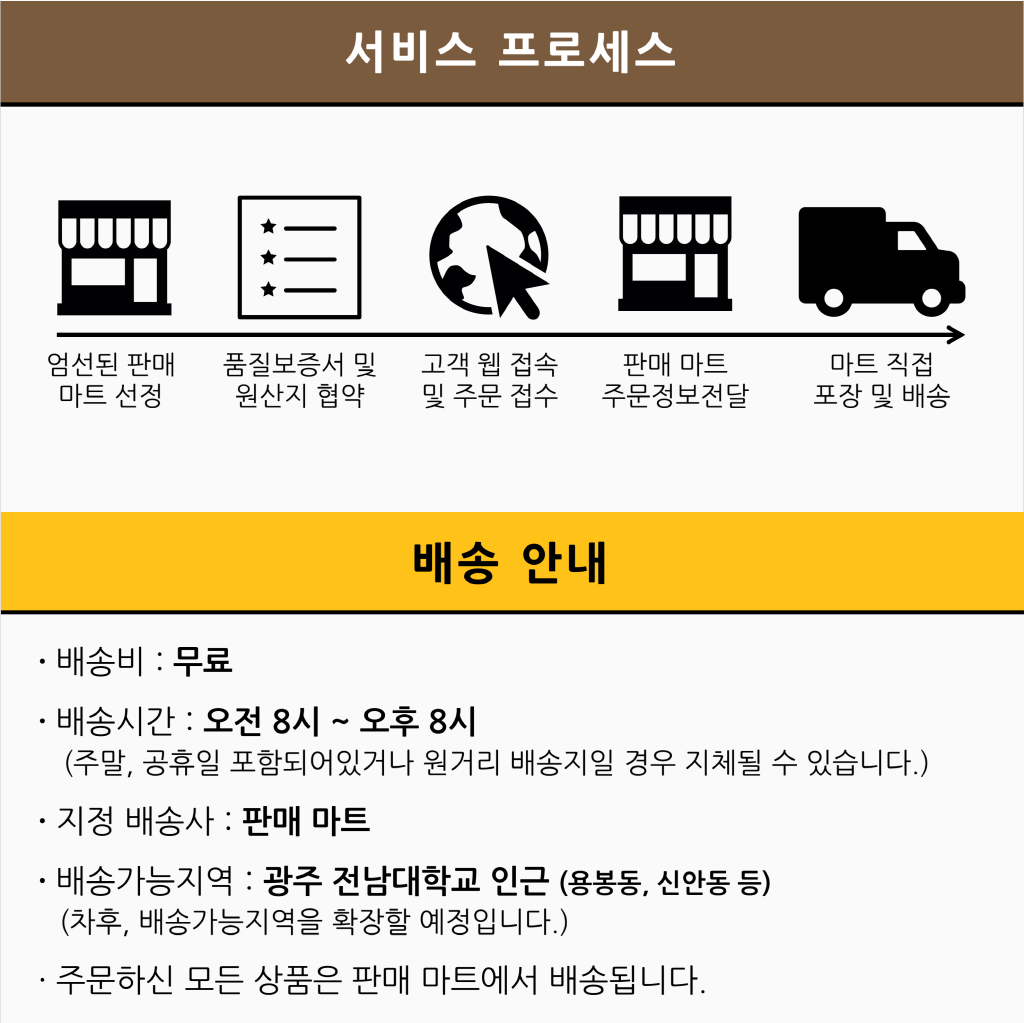 서비스 프로세스
엄선된 판매
마트 선정
품질보증서 및
원산지 협약
고객 웹 접속
및 주문 접수
판매 마트
주문정보전달
마트 직접
포장 및 배송
배송 안내
· 배송비 : 무료
· 배송시간 : 오전 8시 ~ 오후 8시
(주말, 공휴일 포함되어있거나 원거리 배송지일 경우 지체될 수 있습니다.)
· 지정 배송사 : 판매 마트
· 배송가능지역 : 광주 전남대학교 인근 (용봉동, 신안동 등)
(차후, 배송가능지역을 확장할 예정입니다.)
· 주문하신 모든 상품은 판매 마트에서 배송됩니다.